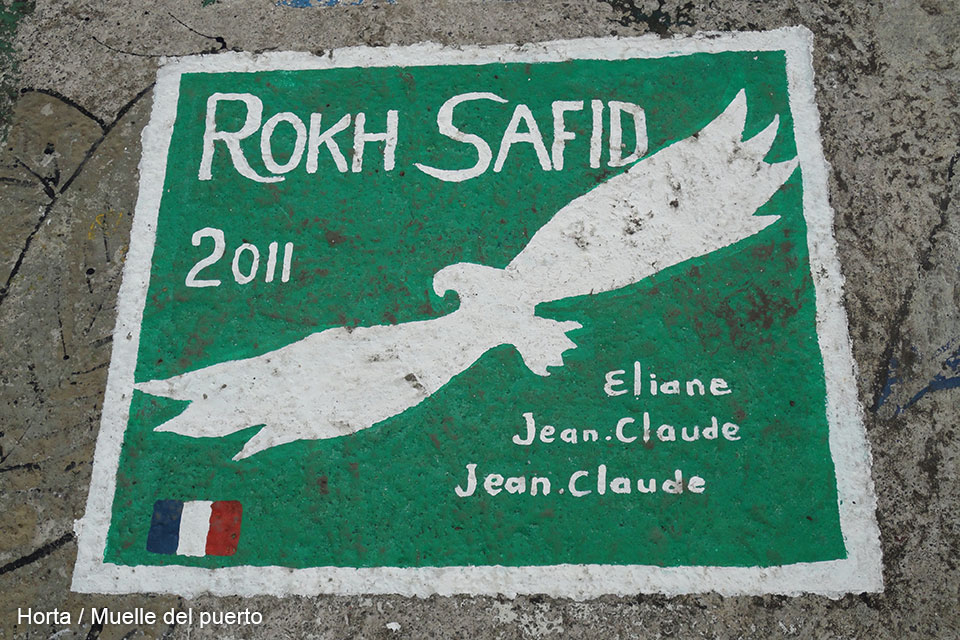 ROKH SAFID
2011
Eliane
Jean.Claude
Jean.Claude
Horta / Muelle del puerto